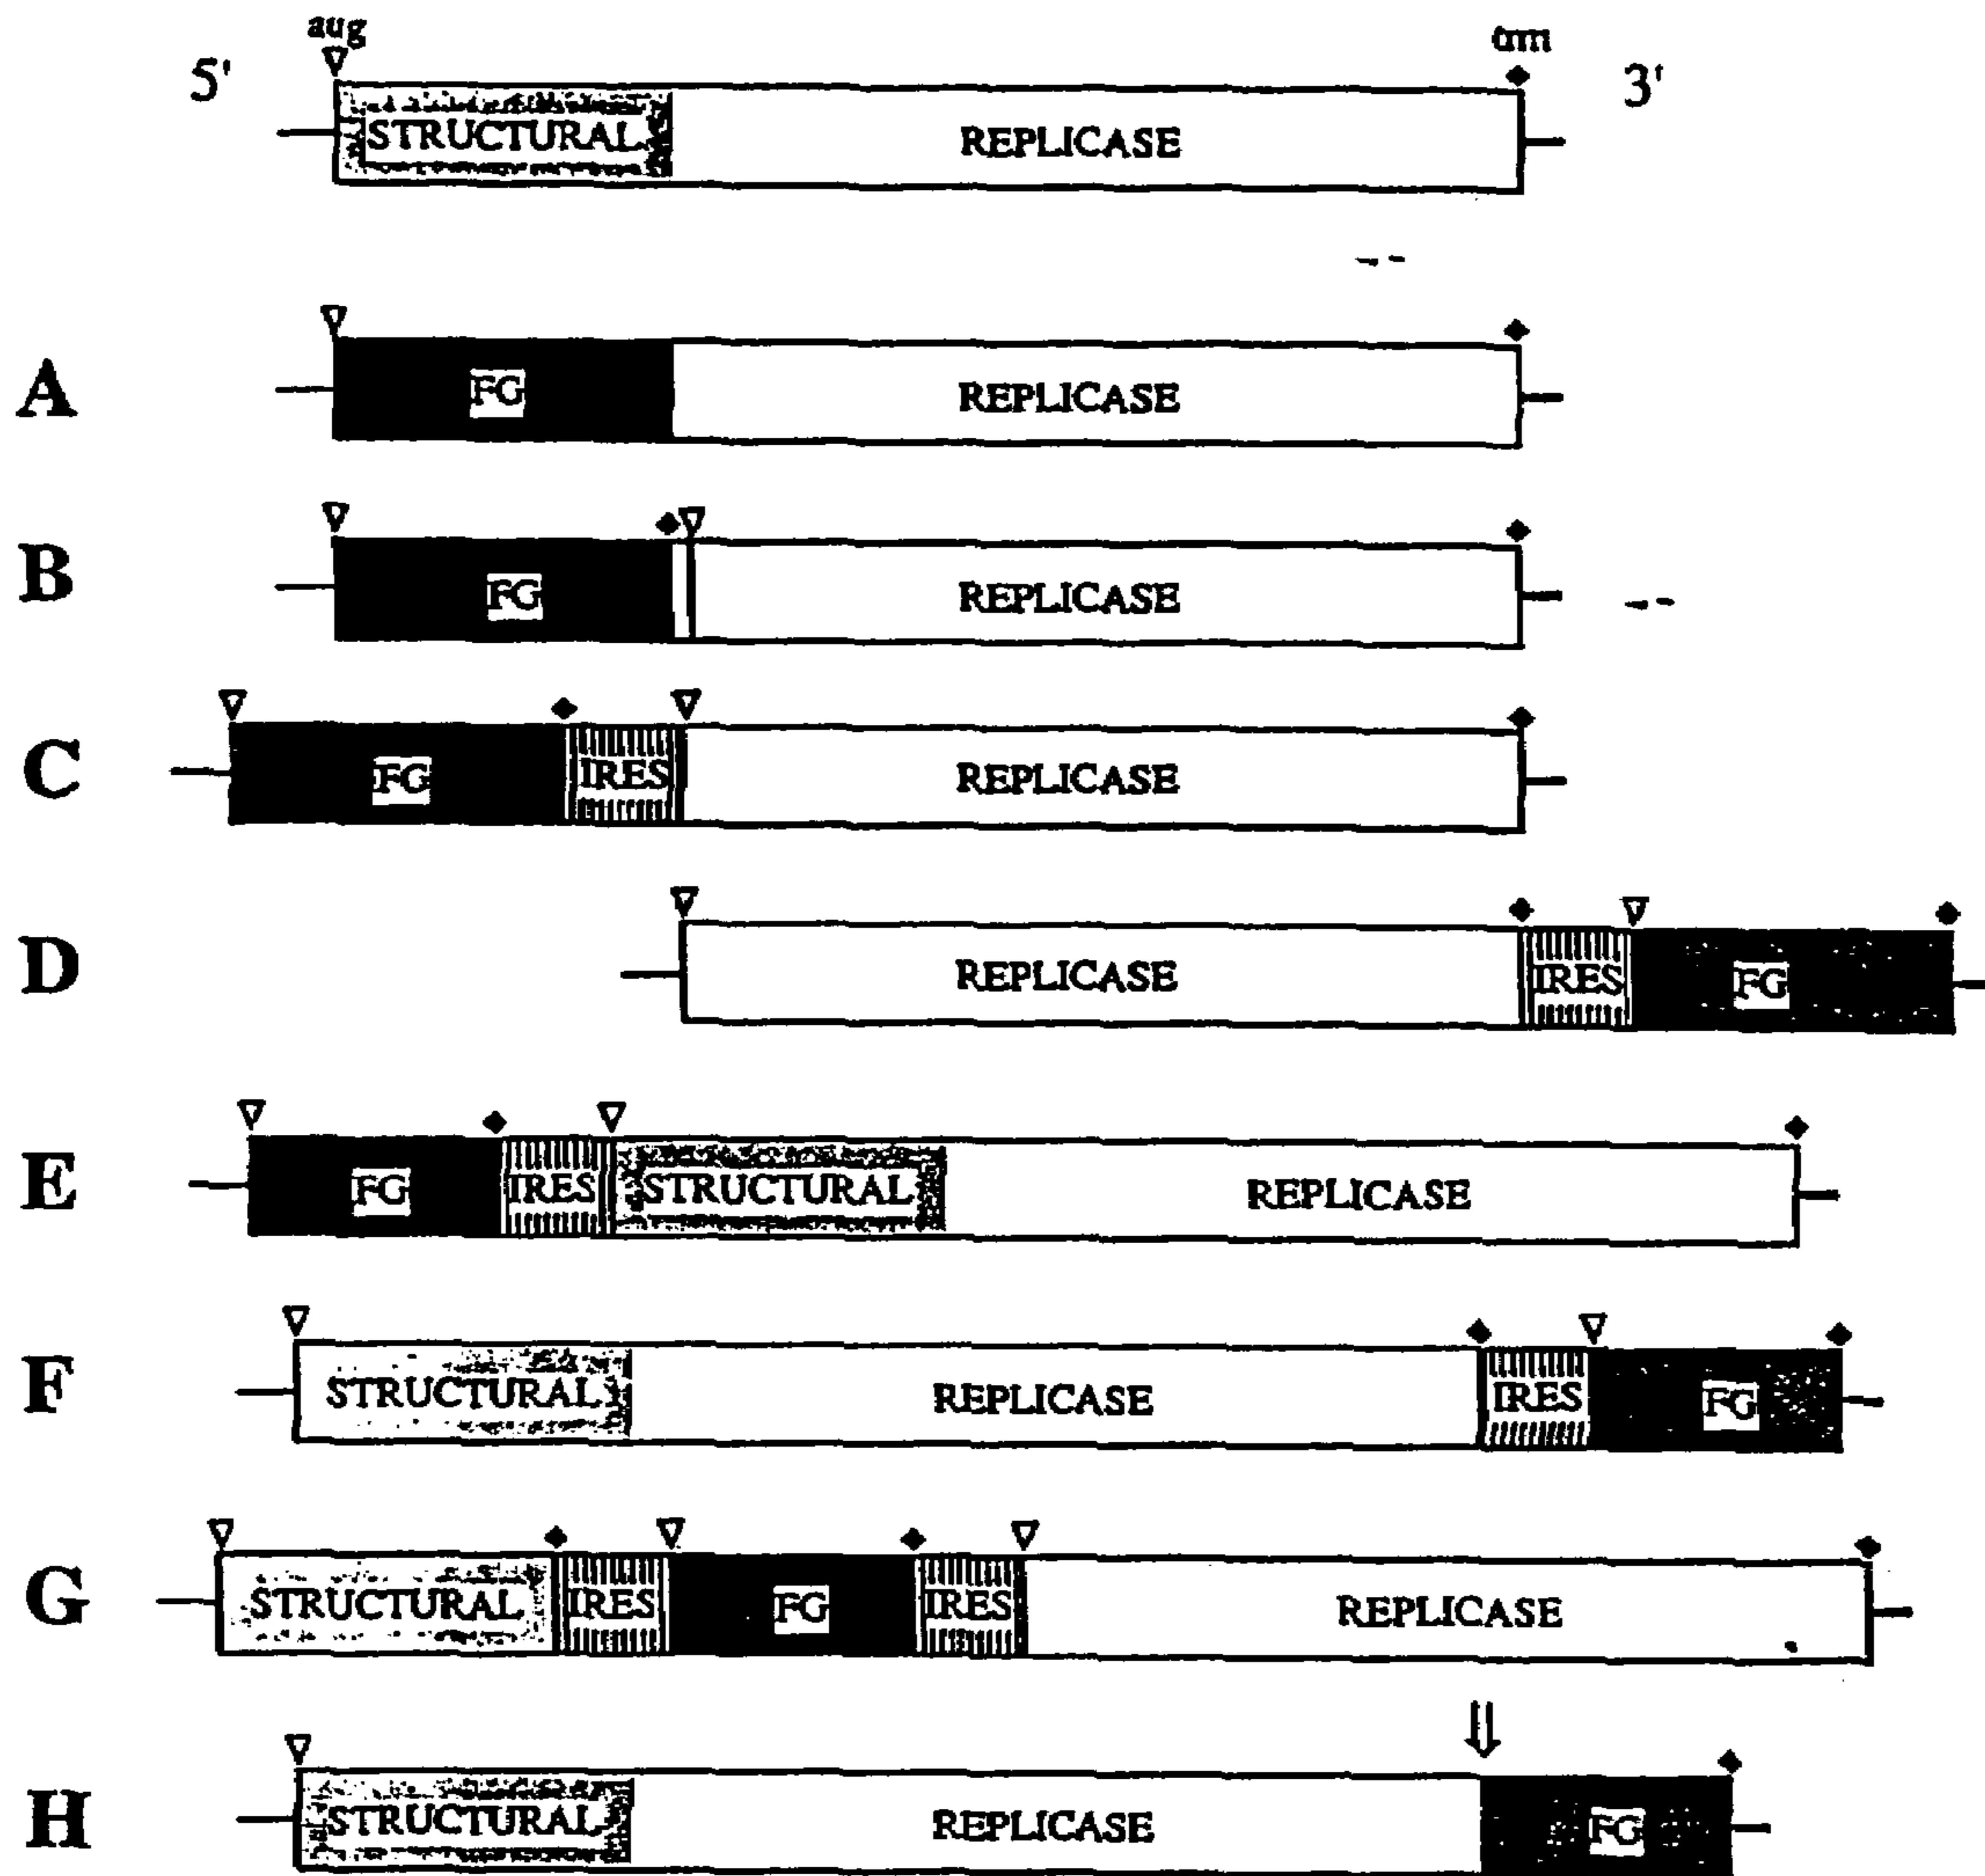 aug trm
5' 3'
STRUCTURAL REPLICASE
A FG REPLICASE
B FG REPLICASE
C FG IRES REPLICASE
D REPLICASE IRES FG
E FG IRES STRUCTURAL REPLICASE
F STRUCTURAL REPLICASE IRES FG
G STRUCTURAL IRES FG IRES REPLICASE
H STRUCTURAL REPLICASE FG